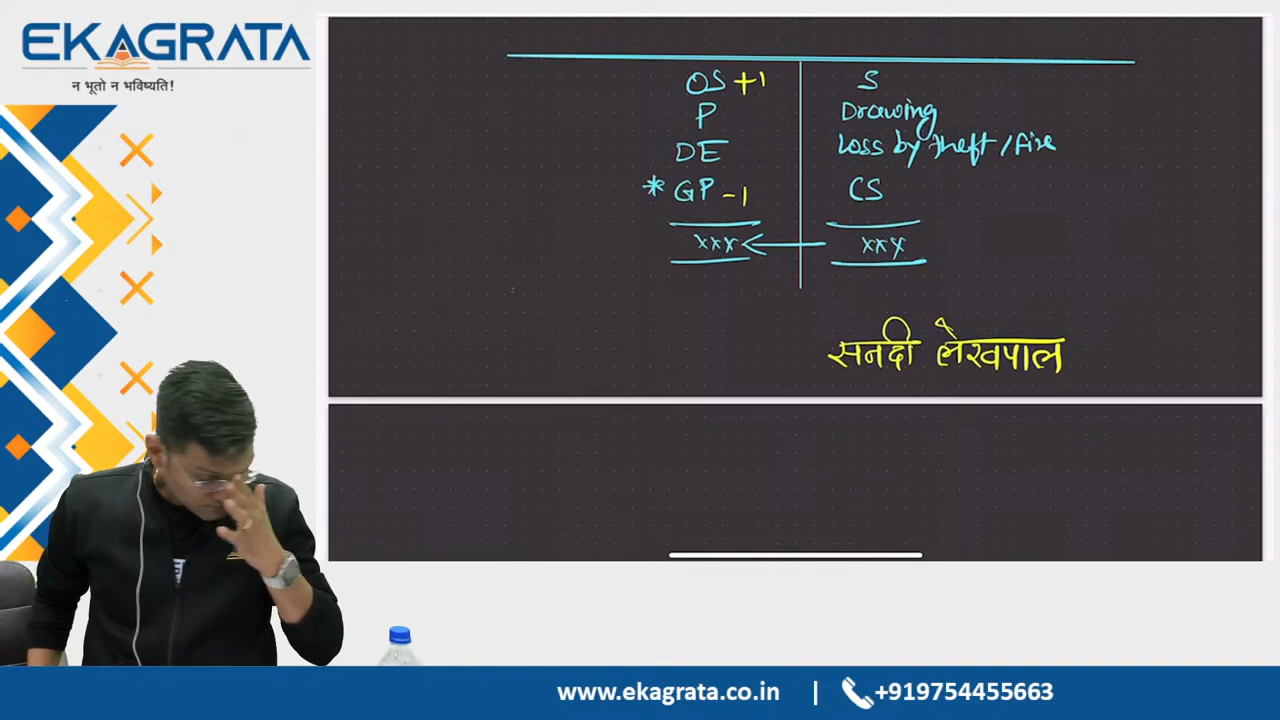 EKAGRATA
न भूतो न भविष्यति!
OS +1
S
P
Drawing
DE
Loss by theft / Fire
* GP -1
CS
xxx
xxx
सनदी लेखपाल
www.ekagrata.co.in | +919754455663